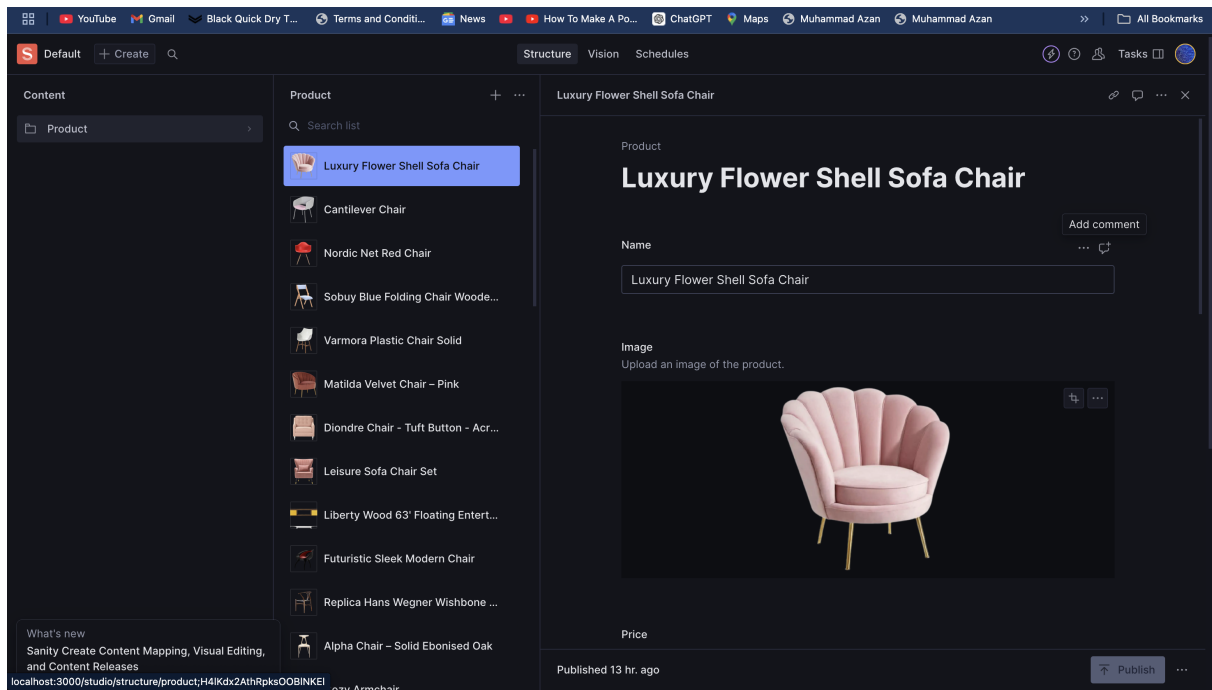 YouTube
Gmail
Black Quick Dry T...
Terms and Conditi...
News
How To Make A Po...
ChatGPT
Maps
Muhammad Azan
Muhammad Azan
»
All Bookmarks
S
Default
+ Create
Structure
Vision
Schedules
Tasks
Content
Product
Product
Search list
Luxury Flower Shell Sofa Chair
Cantilever Chair
Nordic Net Red Chair
Sobuy Blue Folding Chair Woode...
Varmora Plastic Chair Solid
Matilda Velvet Chair – Pink
Diondre Chair - Tuft Button - Acr...
Leisure Sofa Chair Set
Liberty Wood 63' Floating Entert...
Futuristic Sleek Modern Chair
Replica Hans Wegner Wishbone ...
Alpha Chair – Solid Ebonised Oak
What's new
Sanity Create Content Mapping, Visual Editing,
and Content Releases
localhost:3000/studio/structure/product;H4lKdx2AthRpksOOBlNKEl
Luxury Flower Shell Sofa Chair
Product
Luxury Flower Shell Sofa Chair
Add comment
Name
Luxury Flower Shell Sofa Chair
Image
Upload an image of the product.
Price
Published 13 hr. ago
Publish